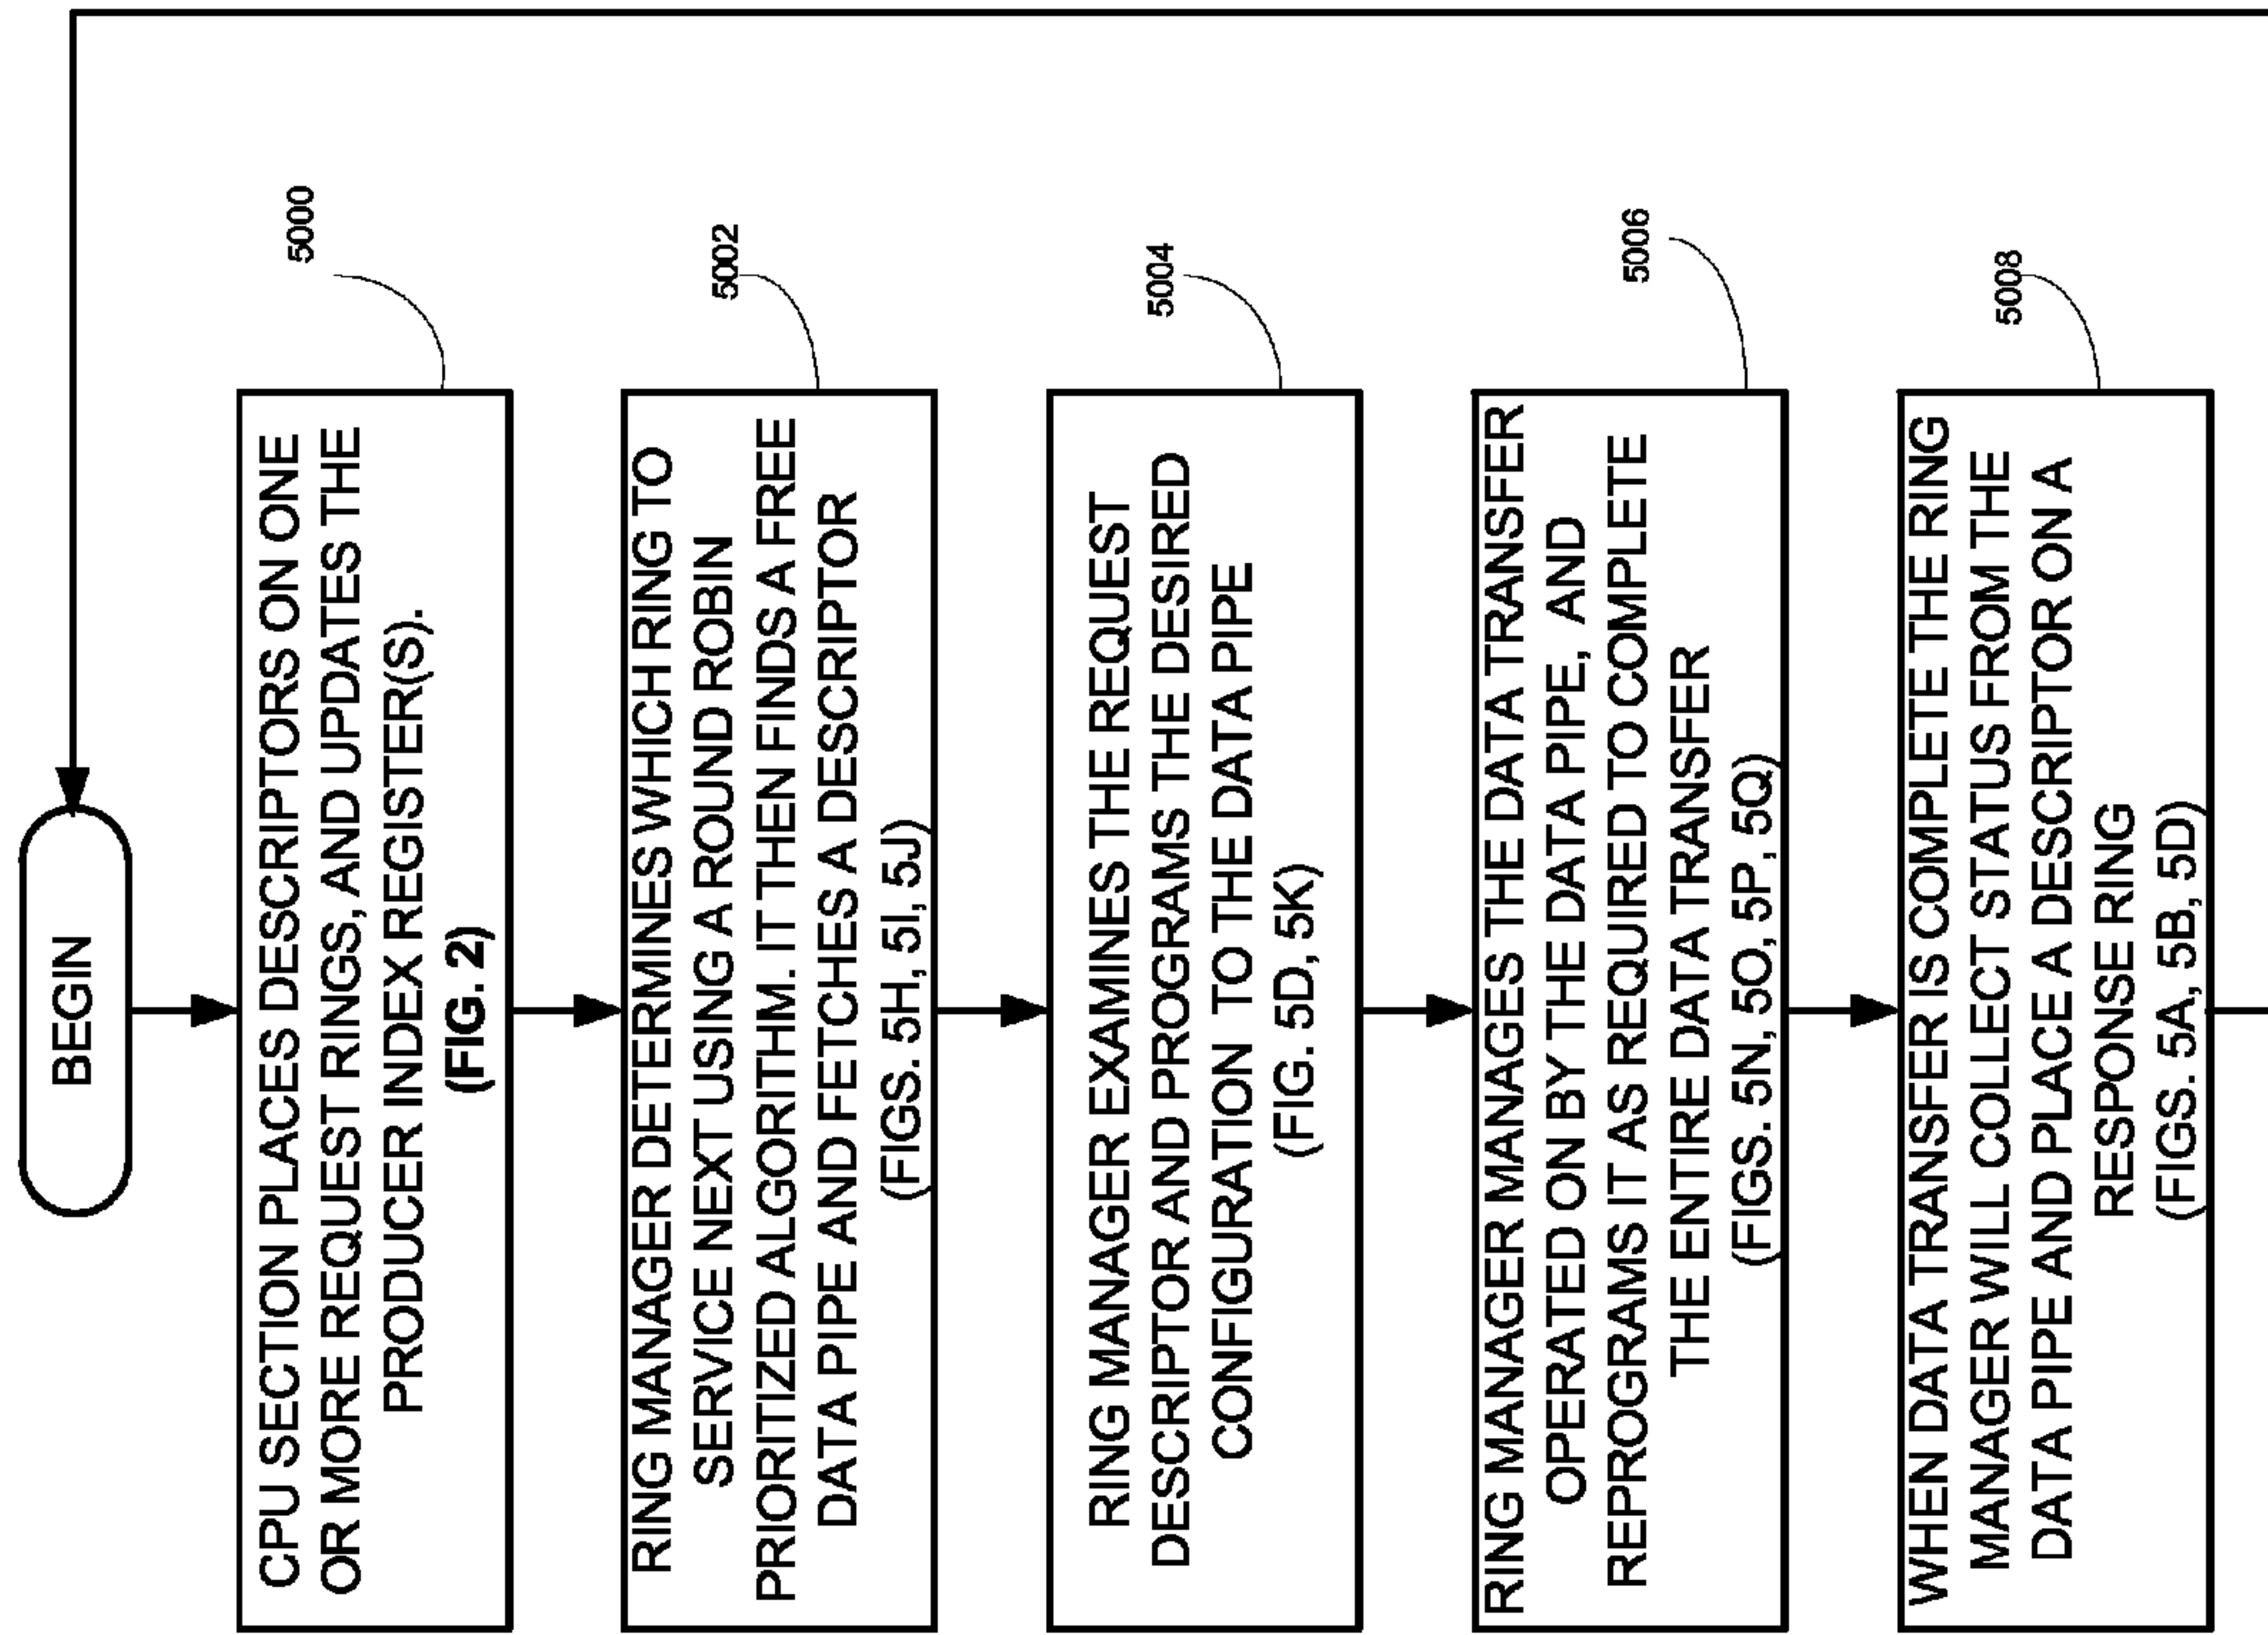 BEGIN
5000
CPU SECTION PLACES DESCRIPTORS ON ONE
OR MORE REQUEST RINGS, AND UPDATES THE
PRODUCER INDEX REGISTER(S).
(FIG. 2)
5002
RING MANAGER DETERMINES WHICH RING TO
SERVICE NEXT USING A ROUND ROBIN
PRIORITIZED ALGORITHM. IT THEN FINDS A FREE
DATA PIPE AND FETCHES A DESCRIPTOR
(FIGS. 5H, 5I, 5J)
5004
RING MANAGER EXAMINES THE REQUEST
DESCRIPTOR AND PROGRAMS THE DESIRED
CONFIGURATION TO THE DATA PIPE
(FIG. 5D, 5K)
5006
RING MANAGER MANAGES THE DATA TRANSFER
OPERATED ON BY THE DATA PIPE, AND
REPROGRAMS IT AS REQUIRED TO COMPLETE
THE ENTIRE DATA TRANSFER
(FIGS. 5N, 5O, 5P, 5Q)
5008
WHEN DATA TRANSFER IS COMPLETE THE RING
MANAGER WILL COLLECT STATUS FROM THE
DATA PIPE AND PLACE A DESCRIPTOR ON A
RESPONSE RING
(FIGS. 5A, 5B, 5D)